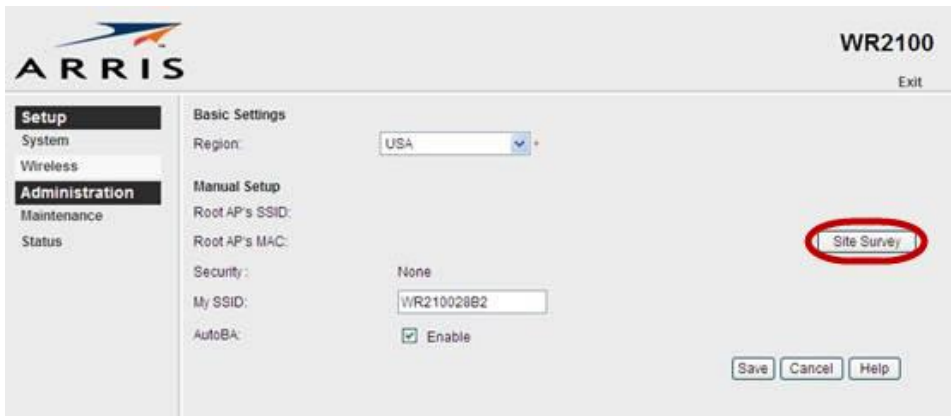 ARRIS
WR2100
Exit
Setup
System
Wireless
Administration
Maintenance
Status
Basic Settings
Region: USA *
Manual Setup
Root AP's SSID:
Root AP's MAC: Site Survey
Security: None
My SSID: WR210028B2
AutoBA: Enable
Save Cancel Help